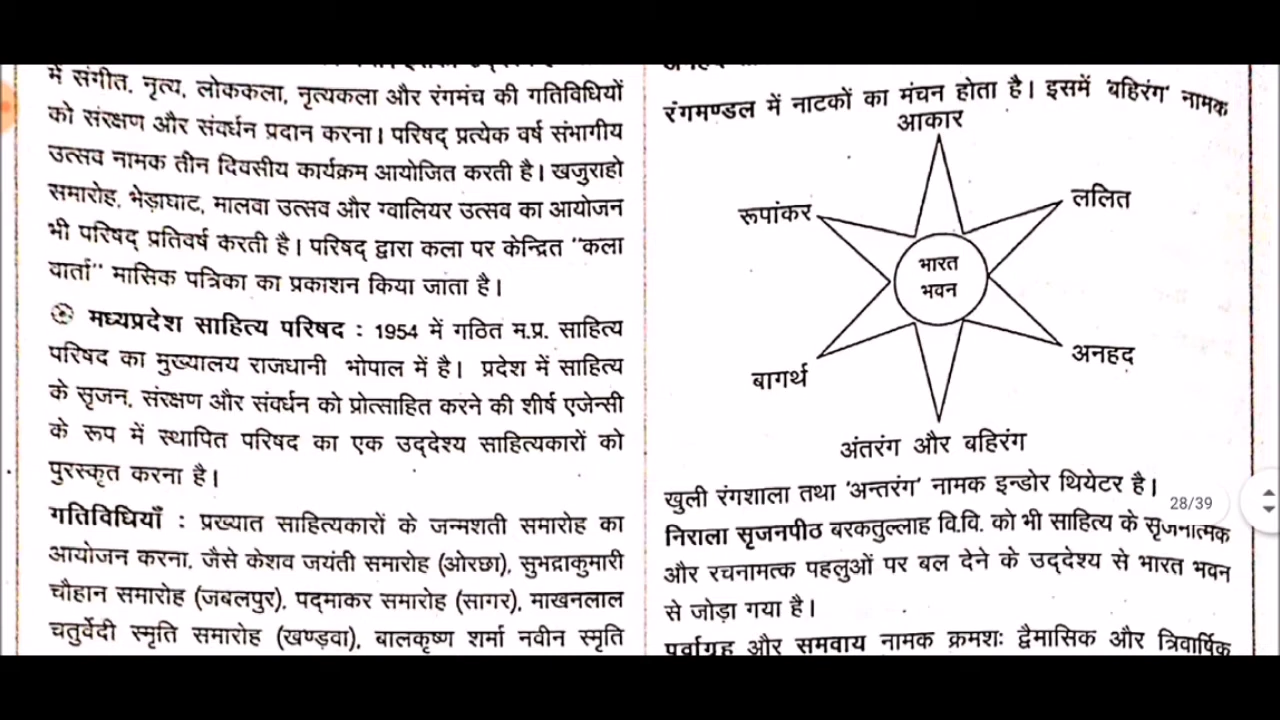 में संगीत, नृत्य, लोककला, नृत्यकला और रंगमंच की गतिविधियों
को संरक्षण और संवर्धन प्रदान करना। परिषद् प्रत्येक वर्ष संभागीय
उत्सव नामक तीन दिवसीय कार्यक्रम आयोजित करती है। खजुराहो
समारोह, भेड़ाघाट, मालवा उत्सव और ग्वालियर उत्सव का आयोजन
भी परिषद् प्रतिवर्ष करती है। परिषद् द्वारा कला पर केन्द्रित "कला
वार्ता" मासिक पत्रिका का प्रकाशन किया जाता है।
मध्यप्रदेश साहित्य परिषद : 1954 में गठित म.प्र. साहित्य
परिषद का मुख्यालय राजधानी भोपाल में है। प्रदेश में साहित्य
के सृजन, संरक्षण और संवर्धन को प्रोत्साहित करने की शीर्ष एजेन्सी
के रूप में स्थापित परिषद का एक उद्देश्य साहित्यकारों को
पुरस्कृत करना है।
गतिविधियाँ : प्रख्यात साहित्यकारों के जन्मशती समारोह का
आयोजन करना, जैसे केशव जयंती समारोह (ओरछा), सुभद्राकुमारी
चौहान समारोह (जबलपुर), पद्माकर समारोह (सागर), माखनलाल
चतुर्वेदी स्मृति समारोह (खण्डवा), बालकृष्ण शर्मा नवीन स्मृति
रंगमण्डल में नाटकों का मंचन होता है। इसमें 'बहिरंग' नामक
आकार
रूपांकर
ललित
भारत
भवन
बागर्थ
अनहद
अंतरंग और बहिरंग
खुली रंगशाला तथा 'अन्तरंग' नामक इन्डोर थियेटर है।
28/39
निराला सृजनपीठ बरकतुल्लाह वि.वि. को भी साहित्य के सृजनात्मक
और रचनामत्क पहलुओं पर बल देने के उद्देश्य से भारत भवन
से जोड़ा गया है।
पूर्वाग्रह और समवाय नामक क्रमशः द्वैमासिक और त्रिवार्षिक